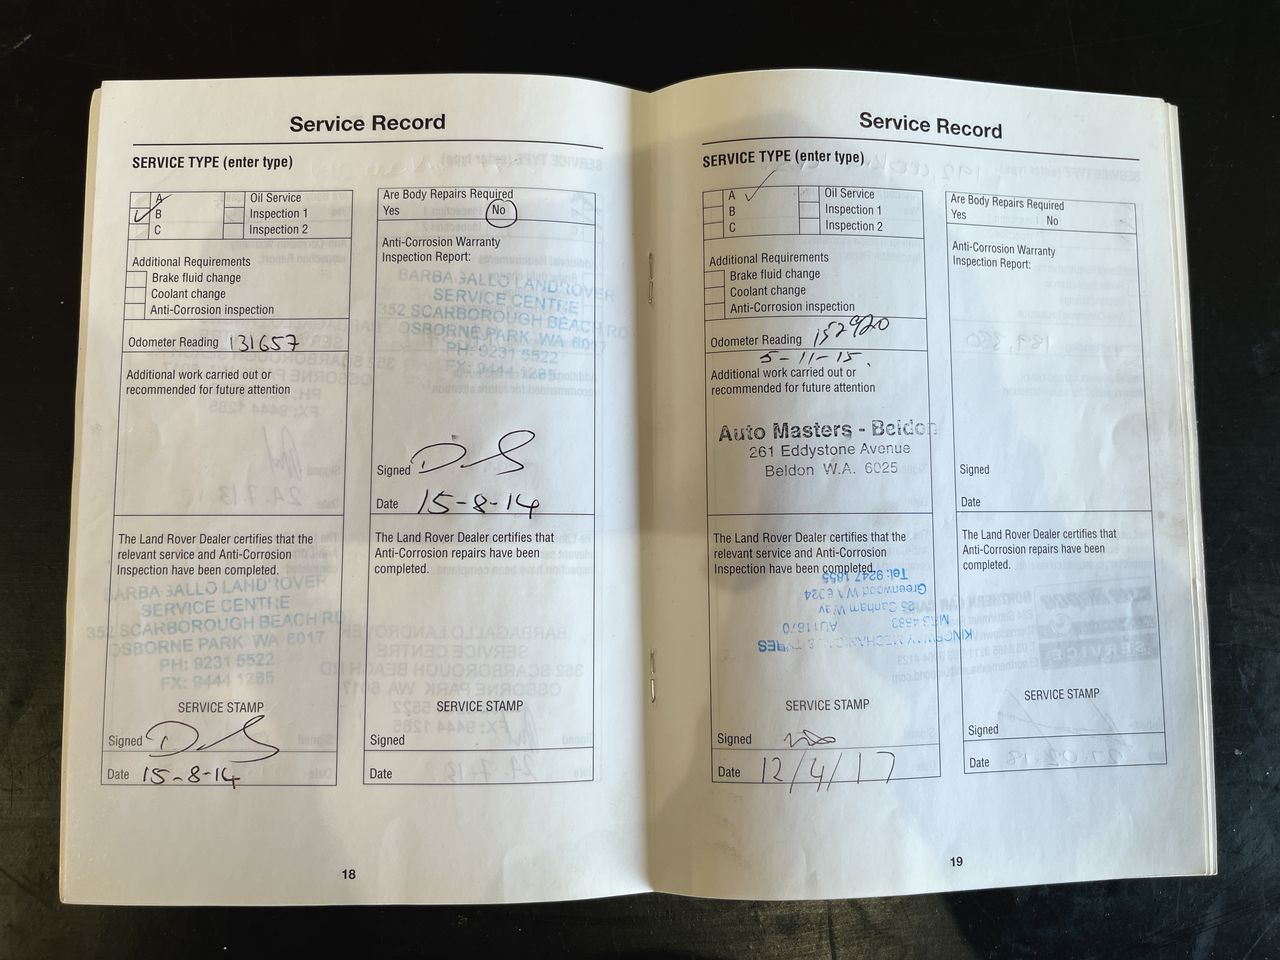 Service Record
SERVICE TYPE (enter type)
A
B
C
Oil Service
Inspection 1
Inspection 2
Additional Requirements
Brake fluid change
Coolant change
Anti-Corrosion inspection
Odometer Reading 131657
Additional work carried out or
recommended for future attention
The Land Rover Dealer certifies that the
relevant service and Anti-Corrosion
Inspection have been completed.
BARBAGALLO LANDROVER
SERVICE CENTRE
352 SCARBOROUGH BEACH RD
OSBORNE PARK WA 6017
PH: 9231 5522
FX: 9444 1285
SERVICE STAMP
Signed
Date 15-8-14
Are Body Repairs Required
Yes No
Anti-Corrosion Warranty
Inspection Report:
BARBAGALLO LANDROVER
SERVICE CENTRE
352 SCARBOROUGH BEACH RD
OSBORNE PARK WA 6017
PH: 9231 5522
FX: 9444 1285
Signed
Date 15-8-14
The Land Rover Dealer certifies that
Anti-Corrosion repairs have been
completed.
SERVICE STAMP
Signed
Date
18
Service Record
SERVICE TYPE (enter type)
A
B
C
Oil Service
Inspection 1
Inspection 2
Additional Requirements
Brake fluid change
Coolant change
Anti-Corrosion inspection
Odometer Reading 152920
5-11-15
Additional work carried out or
recommended for future attention
Auto Masters - Beldon
261 Eddystone Avenue
Beldon W.A. 6025
The Land Rover Dealer certifies that the
relevant service and Anti-Corrosion
Inspection have been completed.
Tel: 9247 1855
Greenwood WA 6024
Canham Way
SERVICE STAMP
Signed
Date 12/4/17
Are Body Repairs Required
Yes No
Anti-Corrosion Warranty
Inspection Report:
Signed
Date
The Land Rover Dealer certifies that
Anti-Corrosion repairs have been
completed.
SERVICE STAMP
Signed
Date
19